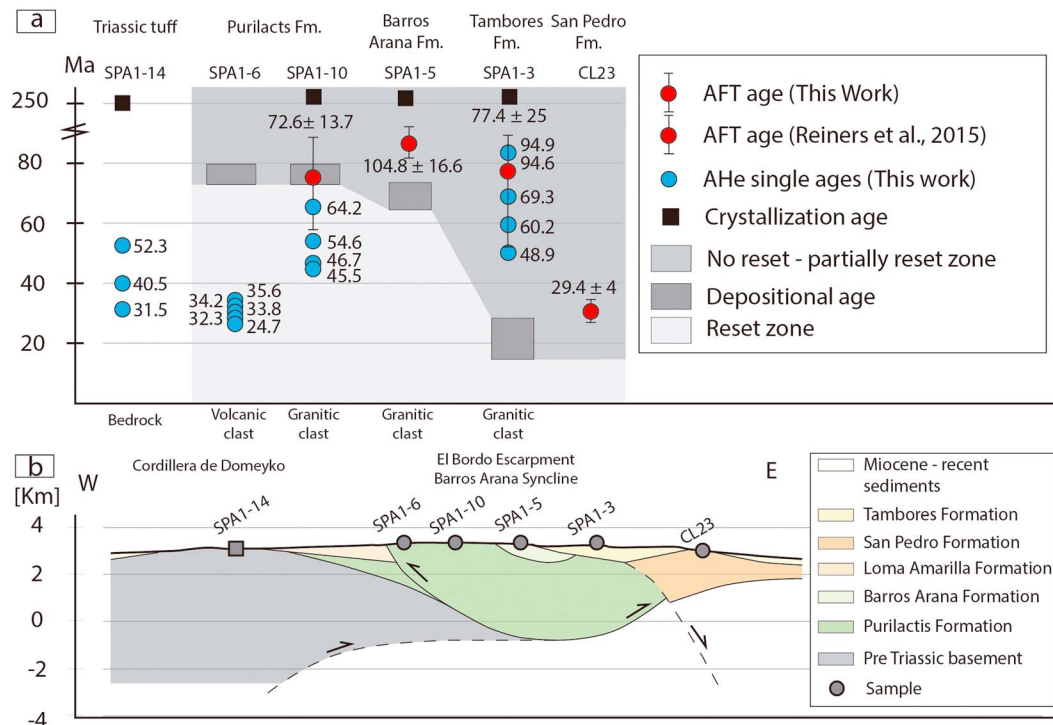 a
Triassic tuff
Purilacts Fm.
Barros
Arana Fm.
Tambores
Fm.
San Pedro
Fm.
Ma
SPA1-14
SPA1-6
SPA1-10
SPA1-5
SPA1-3
CL23
250
80
60
40
20
72.6± 13.7
104.8 ± 16.6
77.4 ± 25
94.9
94.6
69.3
60.2
48.9
64.2
54.6
46.7
45.5
52.3
40.5
31.5
35.6
34.2
33.8
32.3
24.7
29.4 ± 4
AFT age (This Work)
AFT age (Reiners et al., 2015)
AHe single ages (This work)
Crystallization age
No reset - partially reset zone
Depositional age
Reset zone
Bedrock
Volcanic
clast
Granitic
clast
Granitic
clast
Granitic
clast
b
[Km]
W
Cordillera de Domeyko
El Bordo Escarpment
Barros Arana Syncline
E
SPA1-14
SPA1-6
SPA1-10
SPA1-5
SPA1-3
CL23
4
2
0
-2
-4
Miocene - recent
sediments
Tambores Formation
San Pedro Formation
Loma Amarilla Formation
Barros Arana Formation
Purilactis Formation
Pre Triassic basement
Sample